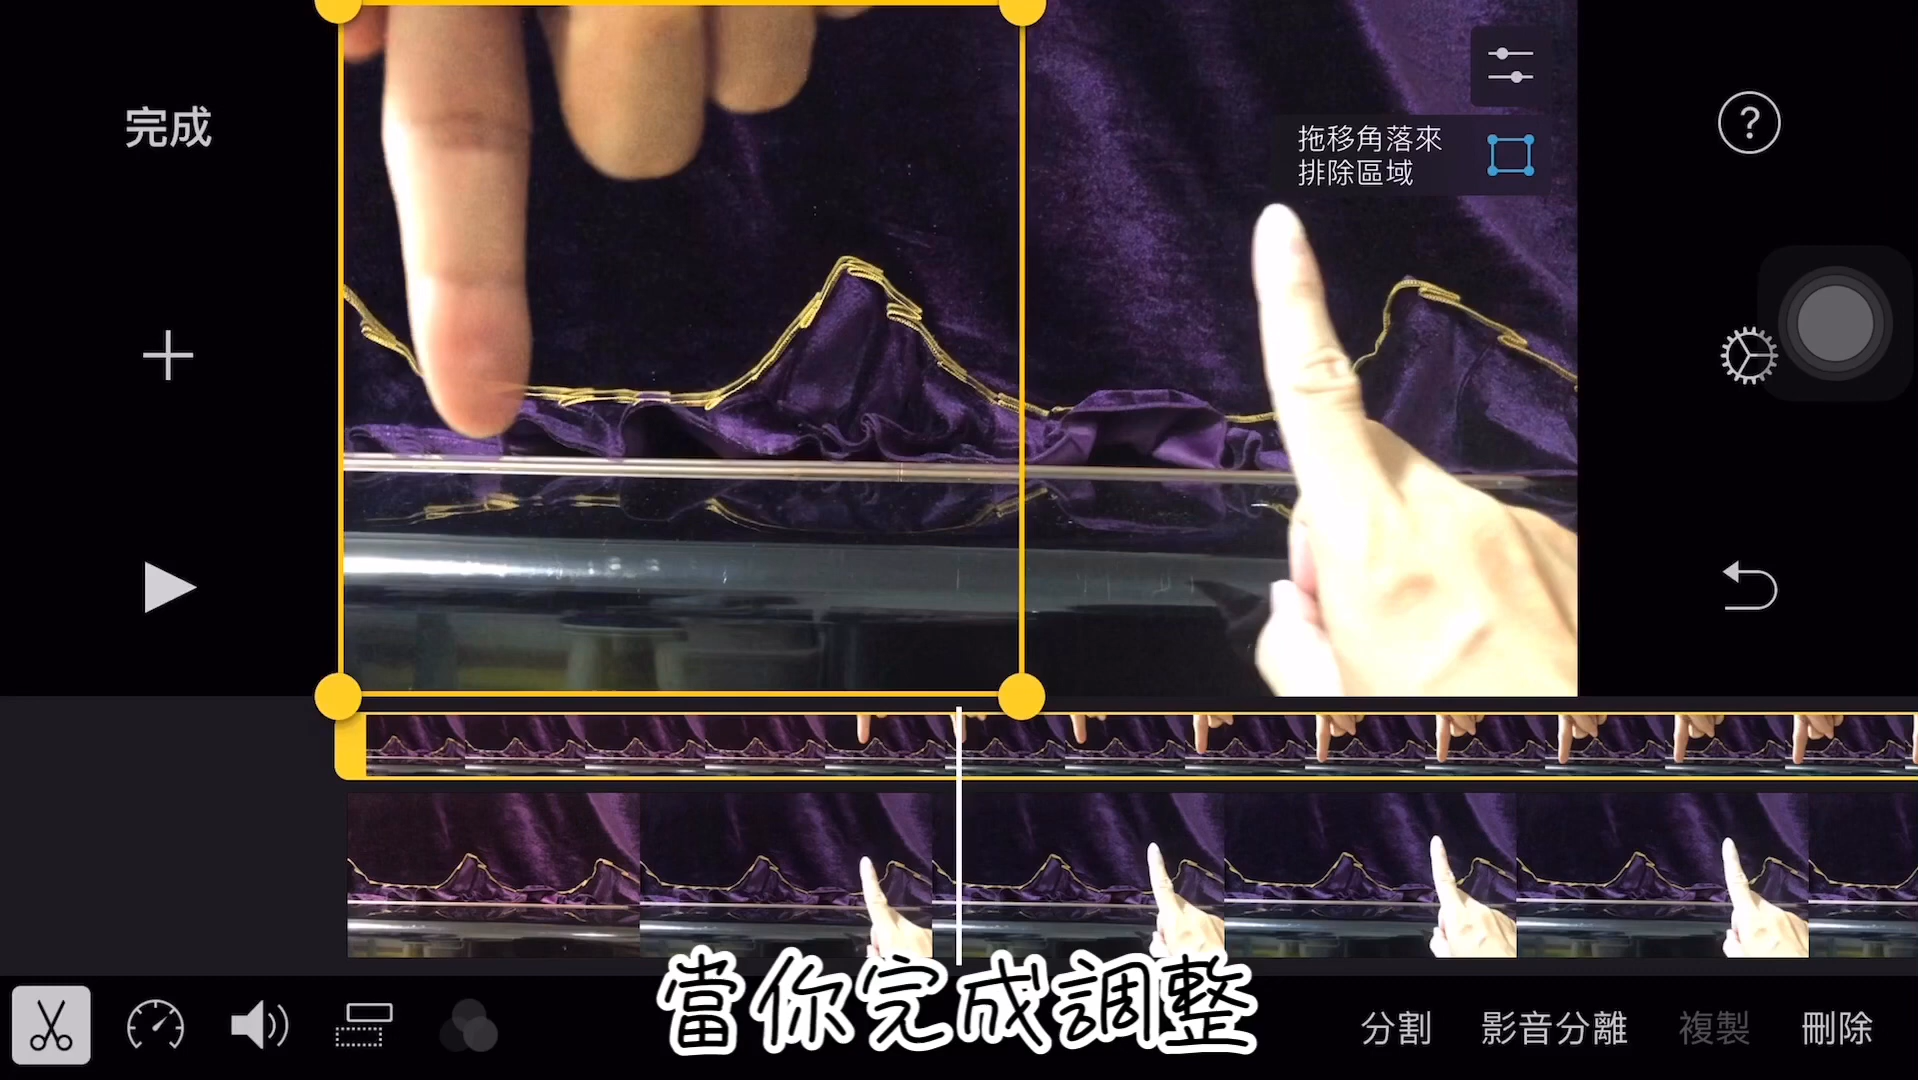 完成
拖移角落來
排除區域
?
當你完成調整
分割 影音分離 複製 刪除